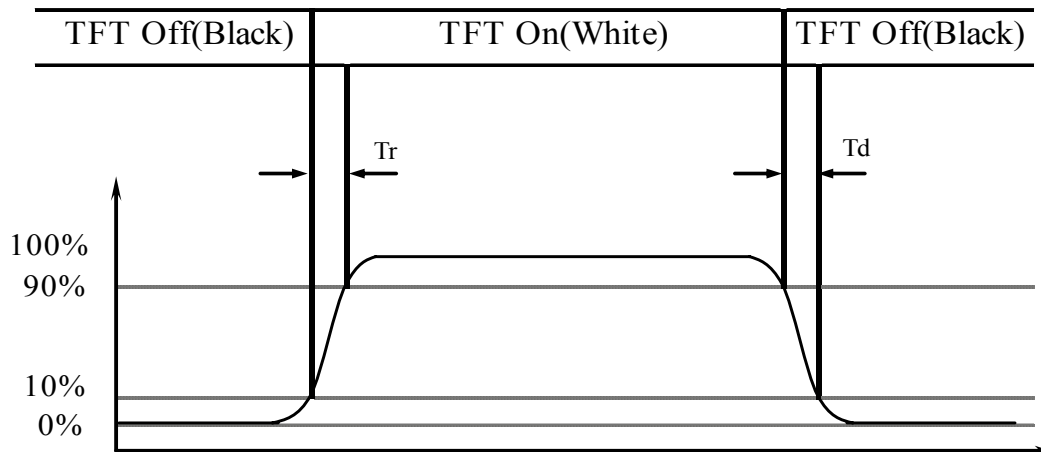 TFT Off(Black) TFT On(White) TFT Off(Black)
Tr Td
100%
90%
10%
0%